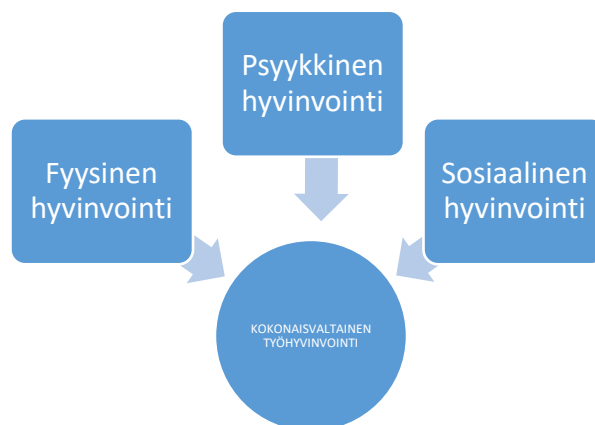 Psyykkinen
hyvinvointi
Fyysinen
hyvinvointi
Sosiaalinen
hyvinvointi
KOKONAISVALTAINEN
TYÖHYVINVOINTI